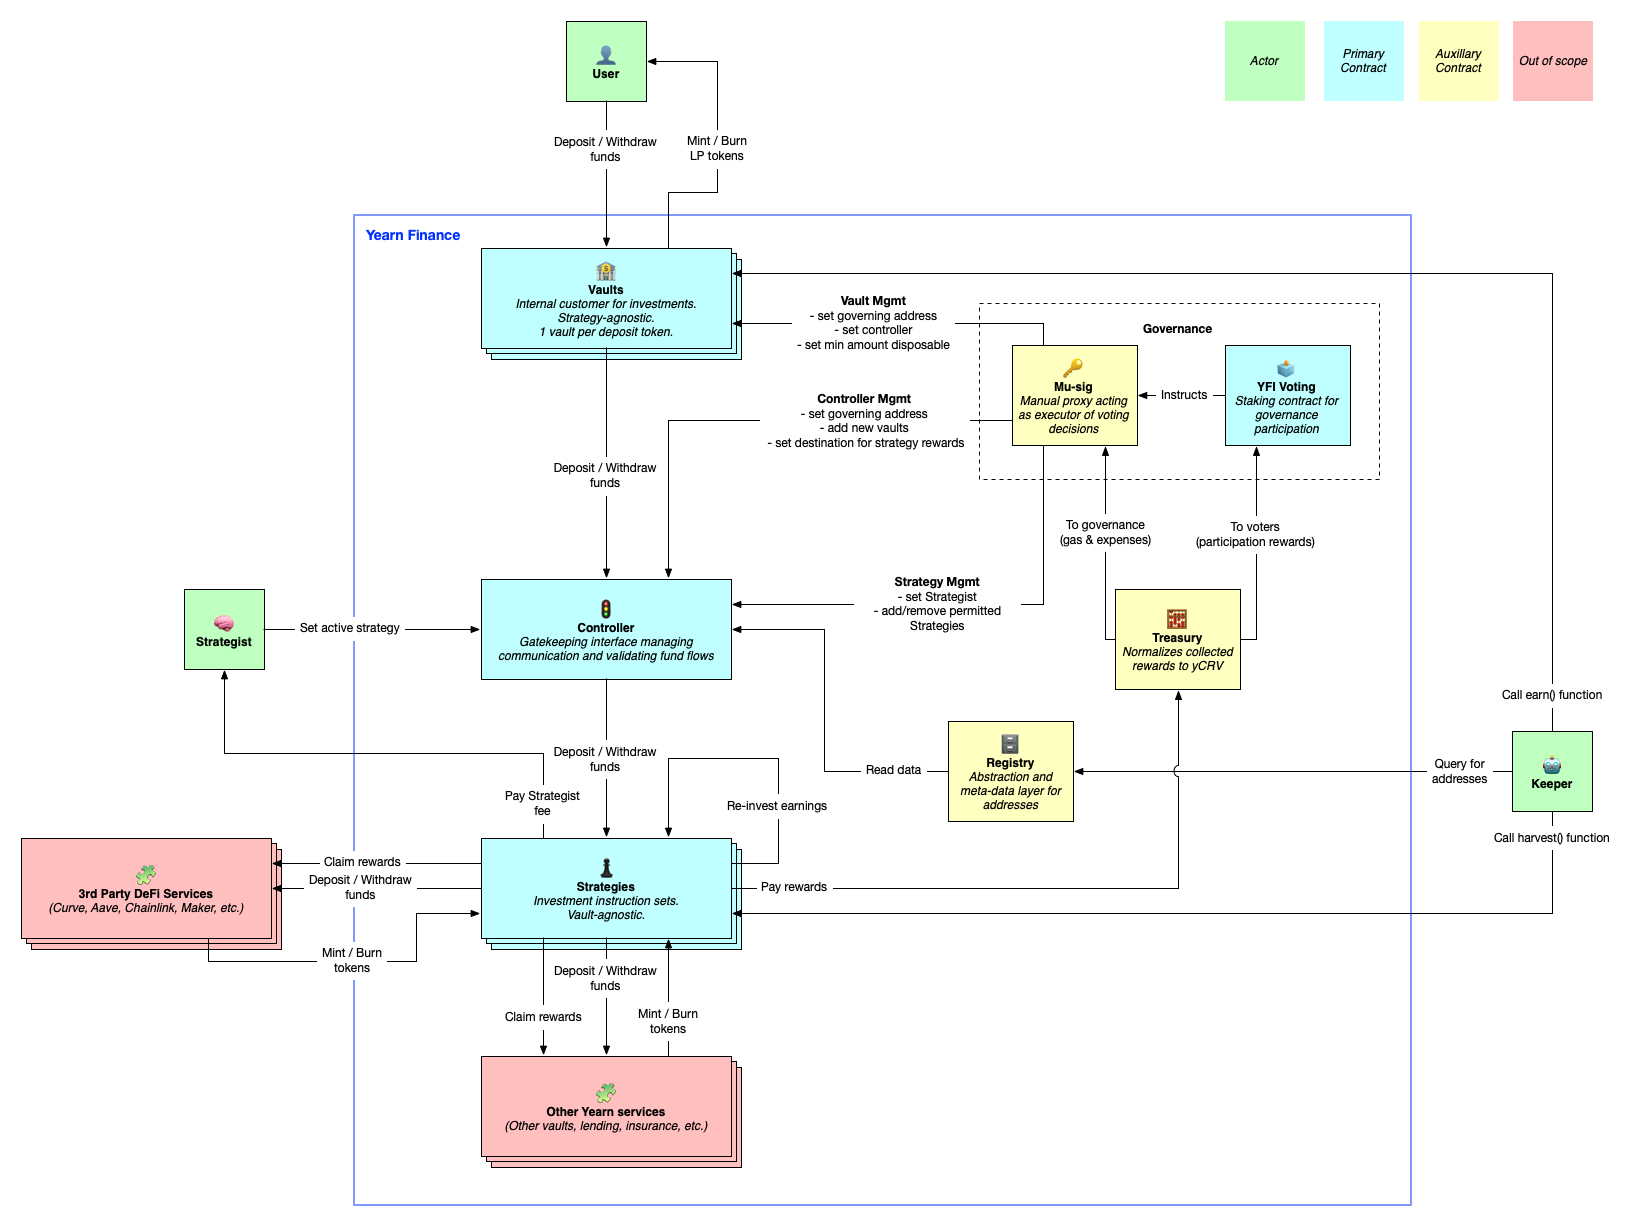 User
Actor
Primary
Contract
Auxillary
Contract
Out of scope
Deposit / Withdraw
funds
Mint / Burn
LP tokens
Yearn Finance
Vaults
Internal customer for investments.
Strategy-agnostic.
1 vault per deposit token.
Vault Mgmt
- set governing address
- set controller
- set min amount disposable
Governance
Mu-sig
Manual proxy acting
as executor of voting
decisions
Instructs
YFI Voting
Staking contract for
governance
participation
Controller Mgmt
- set governing address
- add new vaults
- set destination for strategy rewards
Deposit / Withdraw
funds
To governance
(gas & expenses)
To voters
(participation rewards)
Strategy Mgmt
- set Strategist
- add/remove permitted
Strategies
Strategist
Set active strategy
Controller
Gatekeeping interface managing
communication and validating fund flows
Treasury
Normalizes collected
rewards to yCRV
Call earn() function
Registry
Abstraction and
meta-data layer for
addresses
Read data
Query for
addresses
Keeper
Call harvest() function
Deposit / Withdraw
funds
Pay Strategist
fee
Re-invest earnings
3rd Party DeFi Services
(Curve, Aave, Chainlink, Maker, etc.)
Claim rewards
Deposit / Withdraw
funds
Mint / Burn
tokens
Strategies
Investment instruction sets.
Vault-agnostic.
Pay rewards
Deposit / Withdraw
funds
Claim rewards
Mint / Burn
tokens
Other Yearn services
(Other vaults, lending, insurance, etc.)